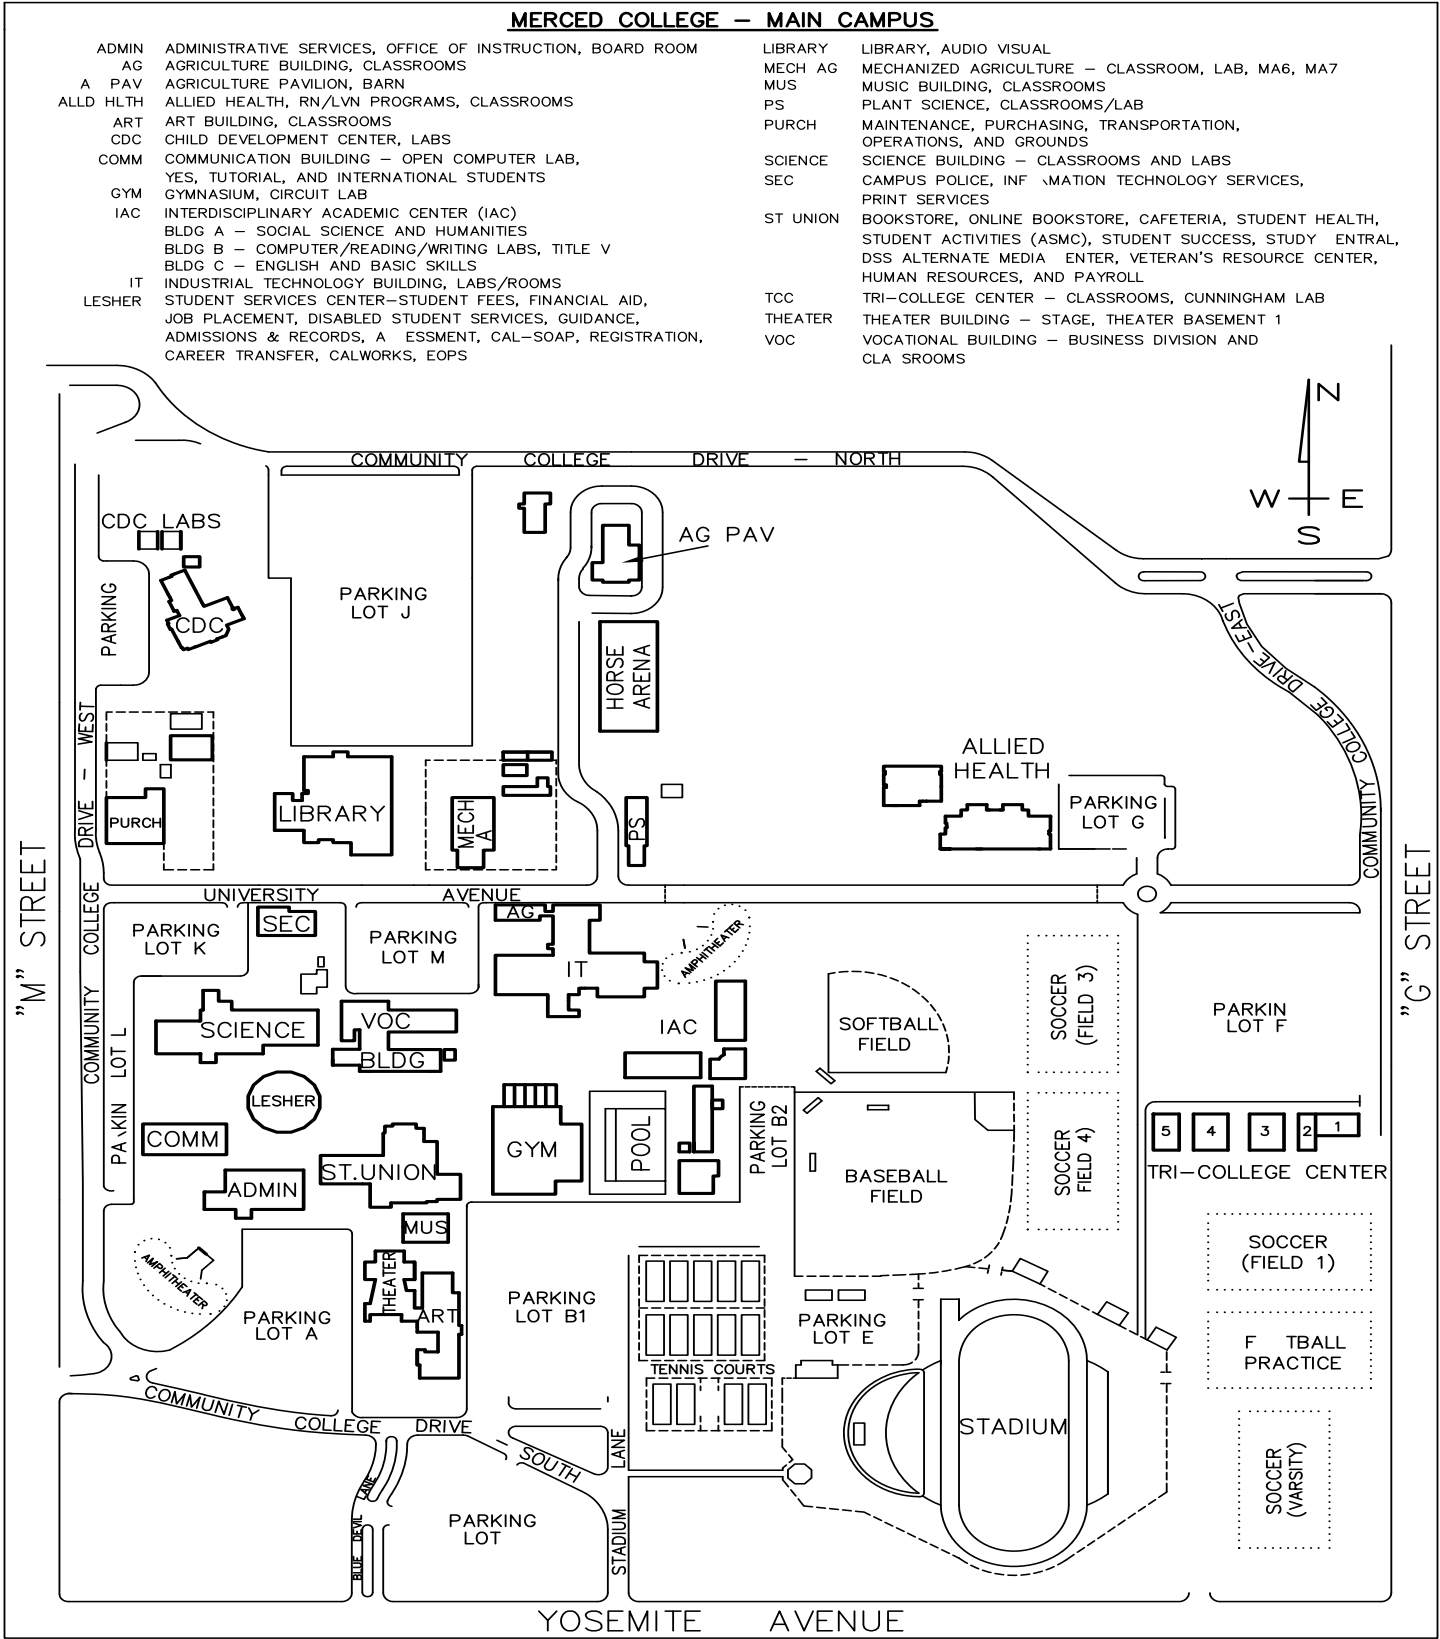 MERCED COLLEGE – MAIN CAMPUS
ADMIN ADMINISTRATIVE SERVICES, OFFICE OF INSTRUCTION, BOARD ROOM
AG AGRICULTURE BUILDING, CLASSROOMS
A PAV AGRICULTURE PAVILION, BARN
ALLD HLTH ALLIED HEALTH, RN/LVN PROGRAMS, CLASSROOMS
ART ART BUILDING, CLASSROOMS
CDC CHILD DEVELOPMENT CENTER, LABS
COMM COMMUNICATION BUILDING – OPEN COMPUTER LAB,
YES, TUTORIAL, AND INTERNATIONAL STUDENTS
GYM GYMNASIUM, CIRCUIT LAB
IAC INTERDISCIPLINARY ACADEMIC CENTER (IAC)
BLDG A – SOCIAL SCIENCE AND HUMANITIES
BLDG B – COMPUTER/READING/WRITING LABS, TITLE V
BLDG C – ENGLISH AND BASIC SKILLS
IT INDUSTRIAL TECHNOLOGY BUILDING, LABS/ROOMS
LESHER STUDENT SERVICES CENTER–STUDENT FEES, FINANCIAL AID,
JOB PLACEMENT, DISABLED STUDENT SERVICES, GUIDANCE,
ADMISSIONS & RECORDS, A ESSMENT, CAL–SOAP, REGISTRATION,
CAREER TRANSFER, CALWORKS, EOPS
LIBRARY LIBRARY, AUDIO VISUAL
MECH AG MECHANIZED AGRICULTURE – CLASSROOM, LAB, MA6, MA7
MUS MUSIC BUILDING, CLASSROOMS
PS PLANT SCIENCE, CLASSROOMS/LAB
PURCH MAINTENANCE, PURCHASING, TRANSPORTATION,
OPERATIONS, AND GROUNDS
SCIENCE SCIENCE BUILDING – CLASSROOMS AND LABS
SEC CAMPUS POLICE, INF MATION TECHNOLOGY SERVICES,
PRINT SERVICES
ST UNION BOOKSTORE, ONLINE BOOKSTORE, CAFETERIA, STUDENT HEALTH,
STUDENT ACTIVITIES (ASMC), STUDENT SUCCESS, STUDY ENTRAL,
DSS ALTERNATE MEDIA ENTER, VETERAN'S RESOURCE CENTER,
HUMAN RESOURCES, AND PAYROLL
TCC TRI–COLLEGE CENTER – CLASSROOMS, CUNNINGHAM LAB
THEATER THEATER BUILDING – STAGE, THEATER BASEMENT 1
VOC VOCATIONAL BUILDING – BUSINESS DIVISION AND
CLA SROOMS
N
W E
S
COMMUNITY COLLEGE DRIVE – NORTH
CDC LABS
AG PAV
PARKING
PARKING
LOT J
CDC
HORSE
ARENA
COMMUNITY COLLEGE DRIVE–EAST
COMMUNITY COLLEGE DRIVE – WEST
ALLIED
HEALTH
PARKING
LOT G
PURCH
LIBRARY
MECH
A
PS
"M" STREET
"G" STREET
UNIVERSITY AVENUE
PARKING
LOT K
SEC
PARKING
LOT M
AG
IT
AMPHITHEATER
SOCCER
(FIELD 3)
PARKIN
LOT F
SOFTBALL
FIELD
SCIENCE
VOC
BLDG
IAC
PA KIN LOT L
LESHER
COMM
GYM
POOL
PARKING
LOT B2
SOCCER
FIELD 4)
BASEBALL
FIELD
5 4 3 2 1
TRI–COLLEGE CENTER
ST.UNION
ADMIN
MUS
AMPHITHEATER
THEATER
ART
PARKING
LOT A
PARKING
LOT B1
TENNIS COURTS
PARKING
LOT E
SOCCER
(FIELD 1)
F TBALL
PRACTICE
STADIUM
SOCCER
(VARSITY)
COMMUNITY COLLEGE DRIVE SOUTH
BLUE DEVIL LANE
PARKING
LOT
STADIUM LANE
YOSEMITE AVENUE